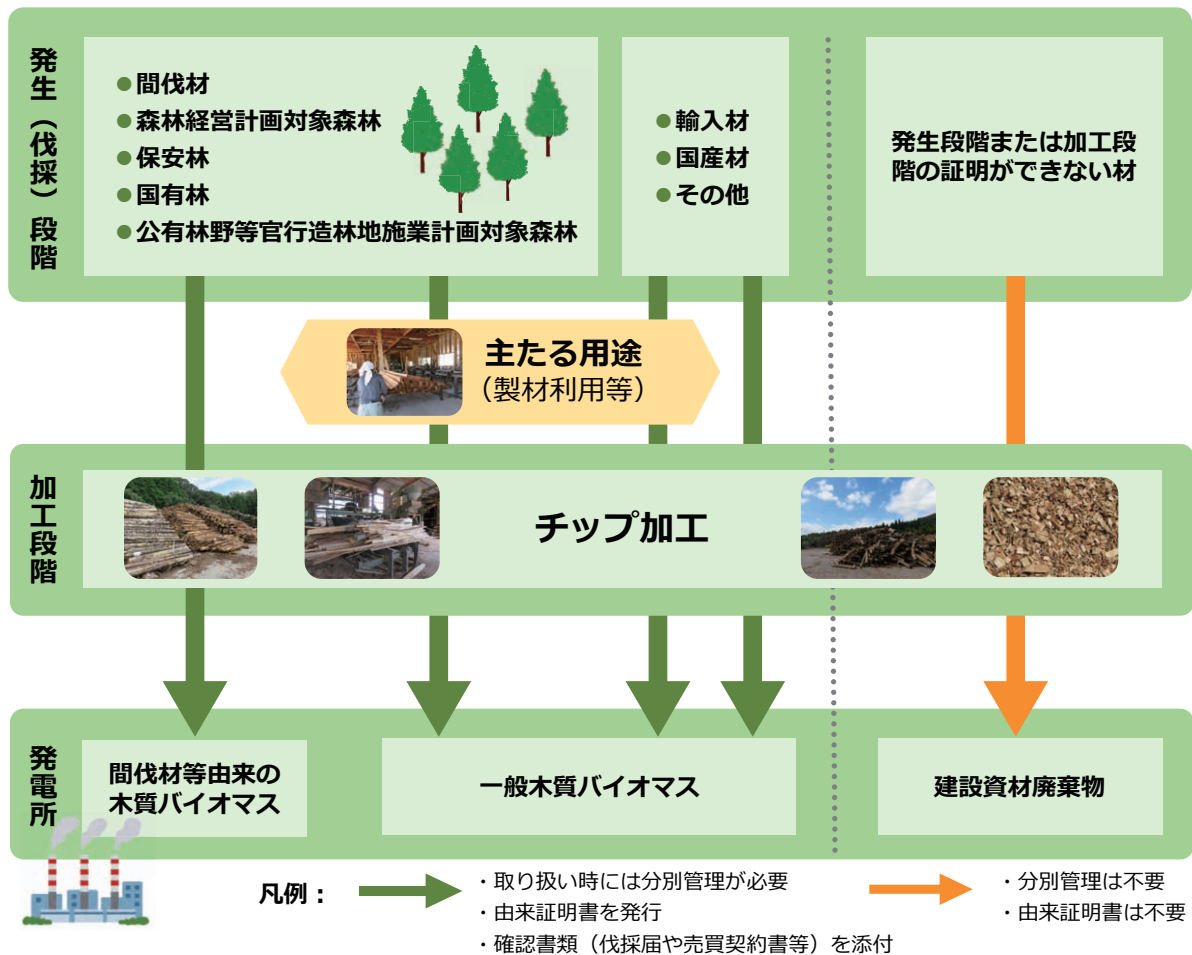 発生（伐採）段階
●間伐材
●森林経営計画対象森林
●保安林
●国有林
●公有林野等官行造林地施業計画対象森林
●輸入材
●国産材
●その他
発生段階または加工段
階の証明ができない材
主たる用途
（製材利用等）
加工段階
チップ加工
発電所
間伐材等由来の
木質バイオマス
一般木質バイオマス
建設資材廃棄物
凡例：
・取り扱い時には分別管理が必要
・由来証明書を発行
・確認書類（伐採届や売買契約書等）を添付
・分別管理は不要
・由来証明書は不要